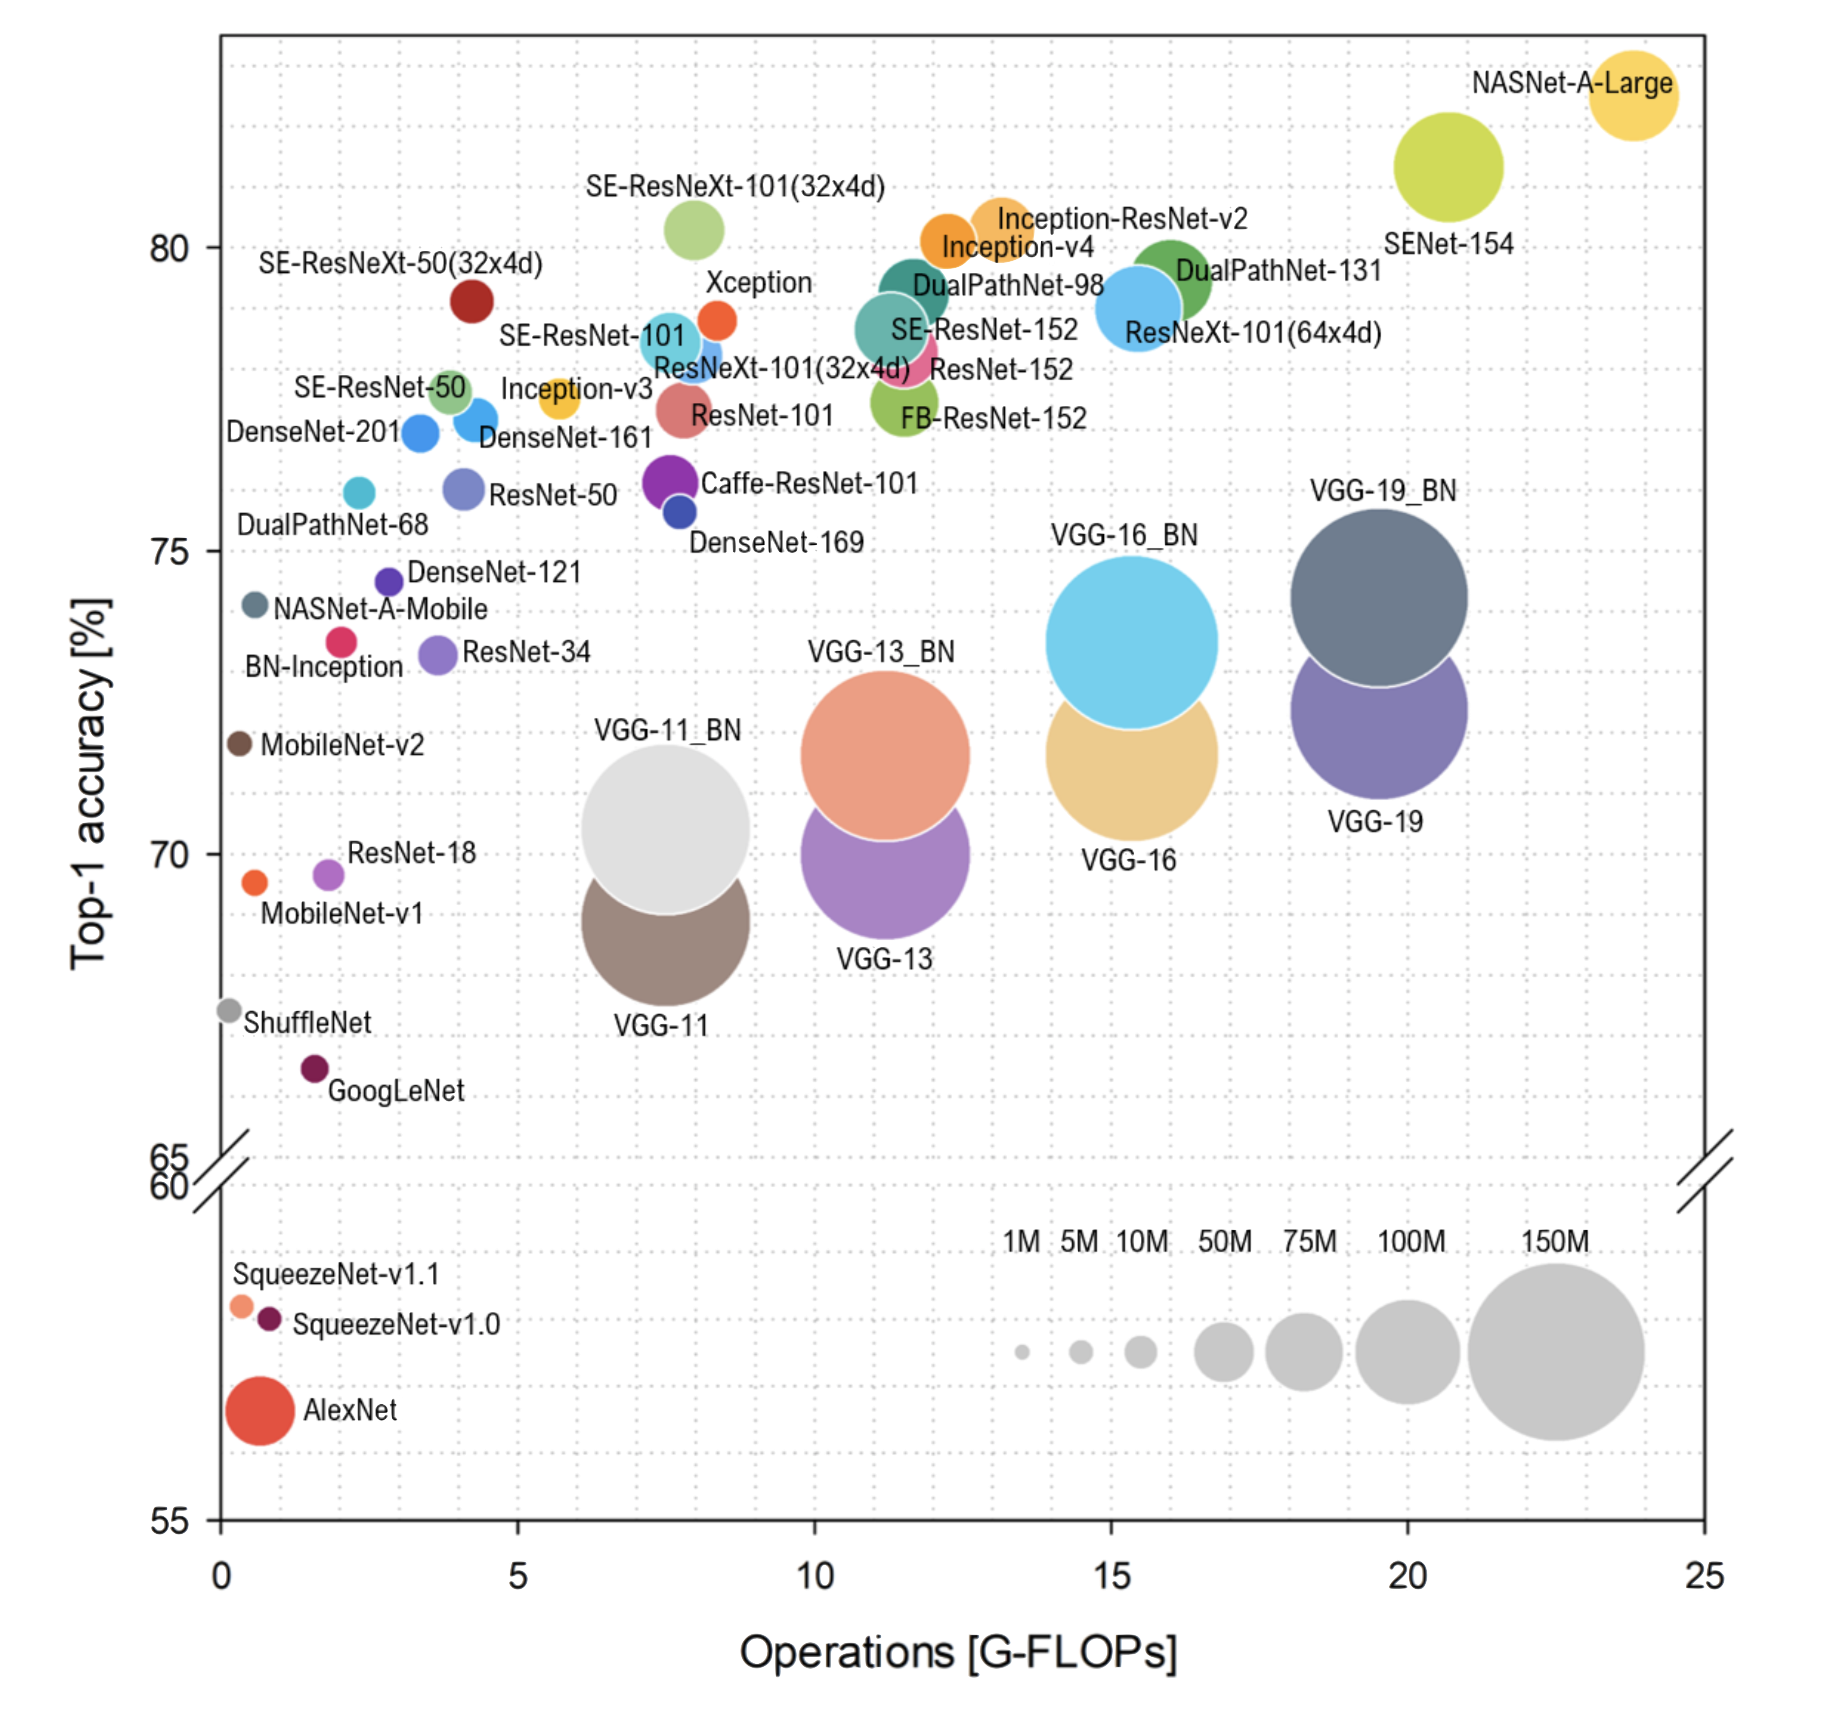 NASNet-A-Large
SE-ResNeXt-101(32x4d)
Inception-ResNet-v2
80
Inception-v4
SENet-154
SE-ResNeXt-50(32x4d)
Xception
DualPathNet-98
DualPathNet-131
SE-ResNet-101
SE-ResNet-152
ResNeXt-101(64x4d)
ResNeXt-101(32x4d)
ResNet-152
SE-ResNet-50
Inception-v3
ResNet-101
FB-ResNet-152
DenseNet-201
DenseNet-161
ResNet-50
Caffe-ResNet-101
VGG-19_BN
DualPathNet-68
DenseNet-169
VGG-16_BN
75
DenseNet-121
NASNet-A-Mobile
BN-Inception
ResNet-34
VGG-13_BN
VGG-11_BN
MobileNet-v2
VGG-19
Top-1 accuracy [%]
70
ResNet-18
VGG-16
MobileNet-v1
VGG-13
ShuffleNet
VGG-11
GoogLeNet
65
60
1M 5M 10M 50M 75M 100M 150M
SqueezeNet-v1.1
SqueezeNet-v1.0
AlexNet
55
0 5 10 15 20 25
Operations [G-FLOPs]